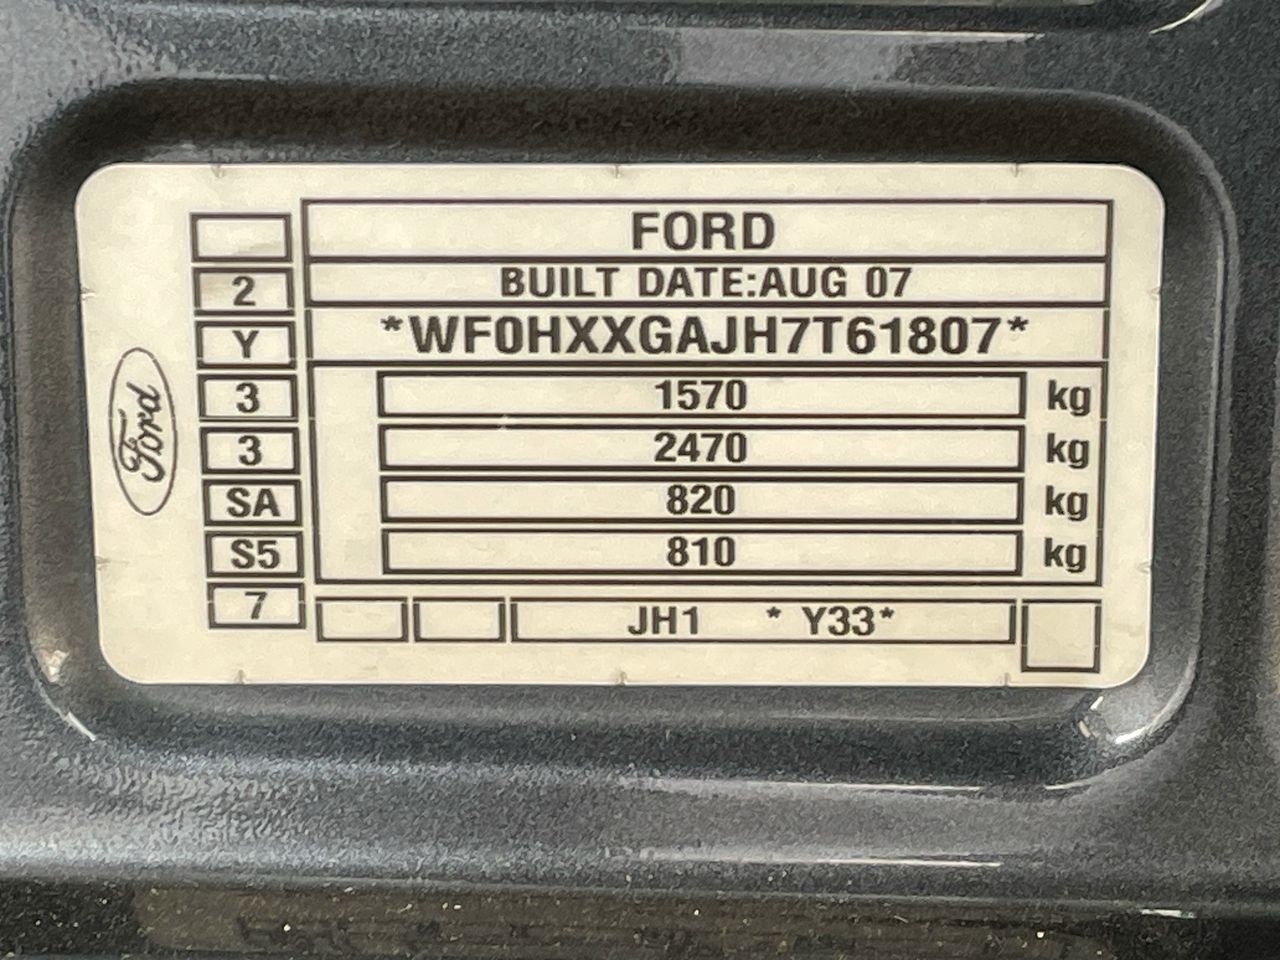 Ford
FORD
2 BUILT DATE:AUG 07
Y *WF0HXXGAJH7T61807*
3 1570 kg
3 2470 kg
SA 820 kg
S5 810 kg
7 JH1 * Y33*